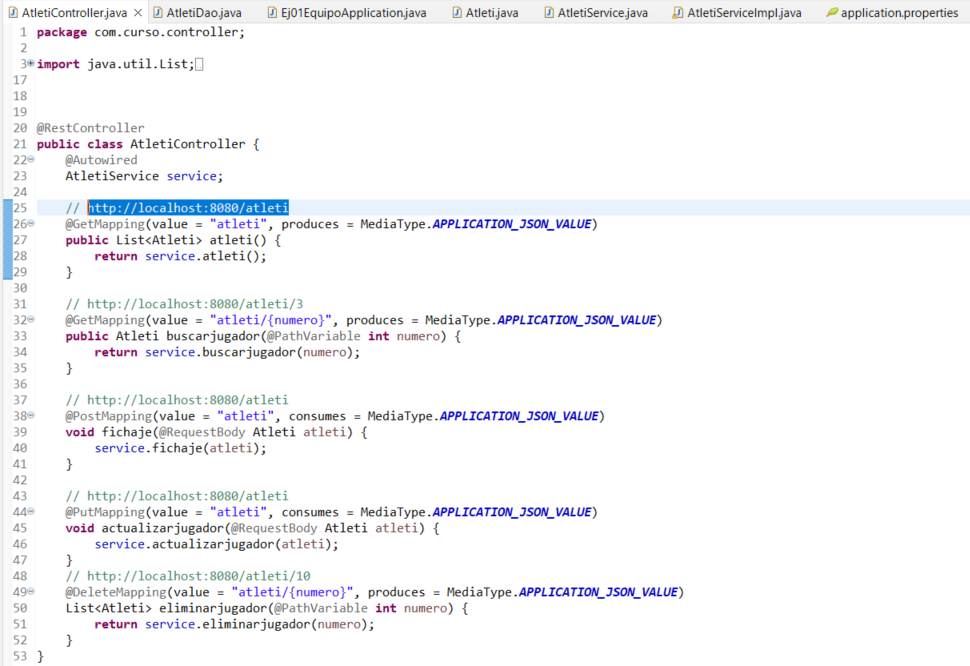 AtletiController.java AtletiDao.java Ej01EquipoApplication.java Atleti.java AtletiService.java AtletiServiceImpl.java application.properties
1 package com.curso.controller;
2
3 import java.util.List;
17
18
19
20 @RestController
21 public class AtletiController {
22 @Autowired
23 AtletiService service;
24
25 // http://localhost:8080/atleti
26 @GetMapping(value = "atleti", produces = MediaType.APPLICATION_JSON_VALUE)
27 public List<Atleti> atleti() {
28 return service.atleti();
29 }
30
31 // http://localhost:8080/atleti/3
32 @GetMapping(value = "atleti/{numero}", produces = MediaType.APPLICATION_JSON_VALUE)
33 public Atleti buscarjugador(@PathVariable int numero) {
34 return service.buscarjugador(numero);
35 }
36
37 // http://localhost:8080/atleti
38 @PostMapping(value = "atleti", consumes = MediaType.APPLICATION_JSON_VALUE)
39 void fichaje(@RequestBody Atleti atleti) {
40 service.fichaje(atleti);
41 }
42
43 // http://localhost:8080/atleti
44 @PutMapping(value = "atleti", consumes = MediaType.APPLICATION_JSON_VALUE)
45 void actualizarjugador(@RequestBody Atleti atleti) {
46 service.actualizarjugador(atleti);
47 }
48 // http://localhost:8080/atleti/10
49 @DeleteMapping(value = "atleti/{numero}", produces = MediaType.APPLICATION_JSON_VALUE)
50 List<Atleti> eliminarjugador(@PathVariable int numero) {
51 return service.eliminarjugador(numero);
52 }
53 }